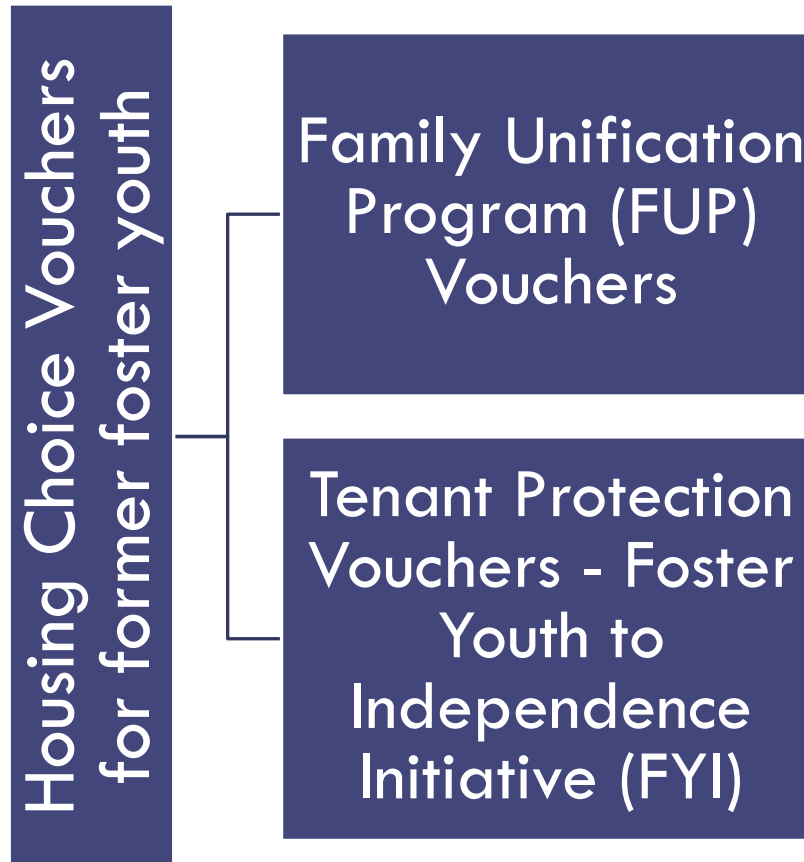 Housing Choice Vouchers
for former foster youth
Family Unification
Program (FUP)
Vouchers
Tenant Protection
Vouchers - Foster
Youth to
Independence
Initiative (FYI)